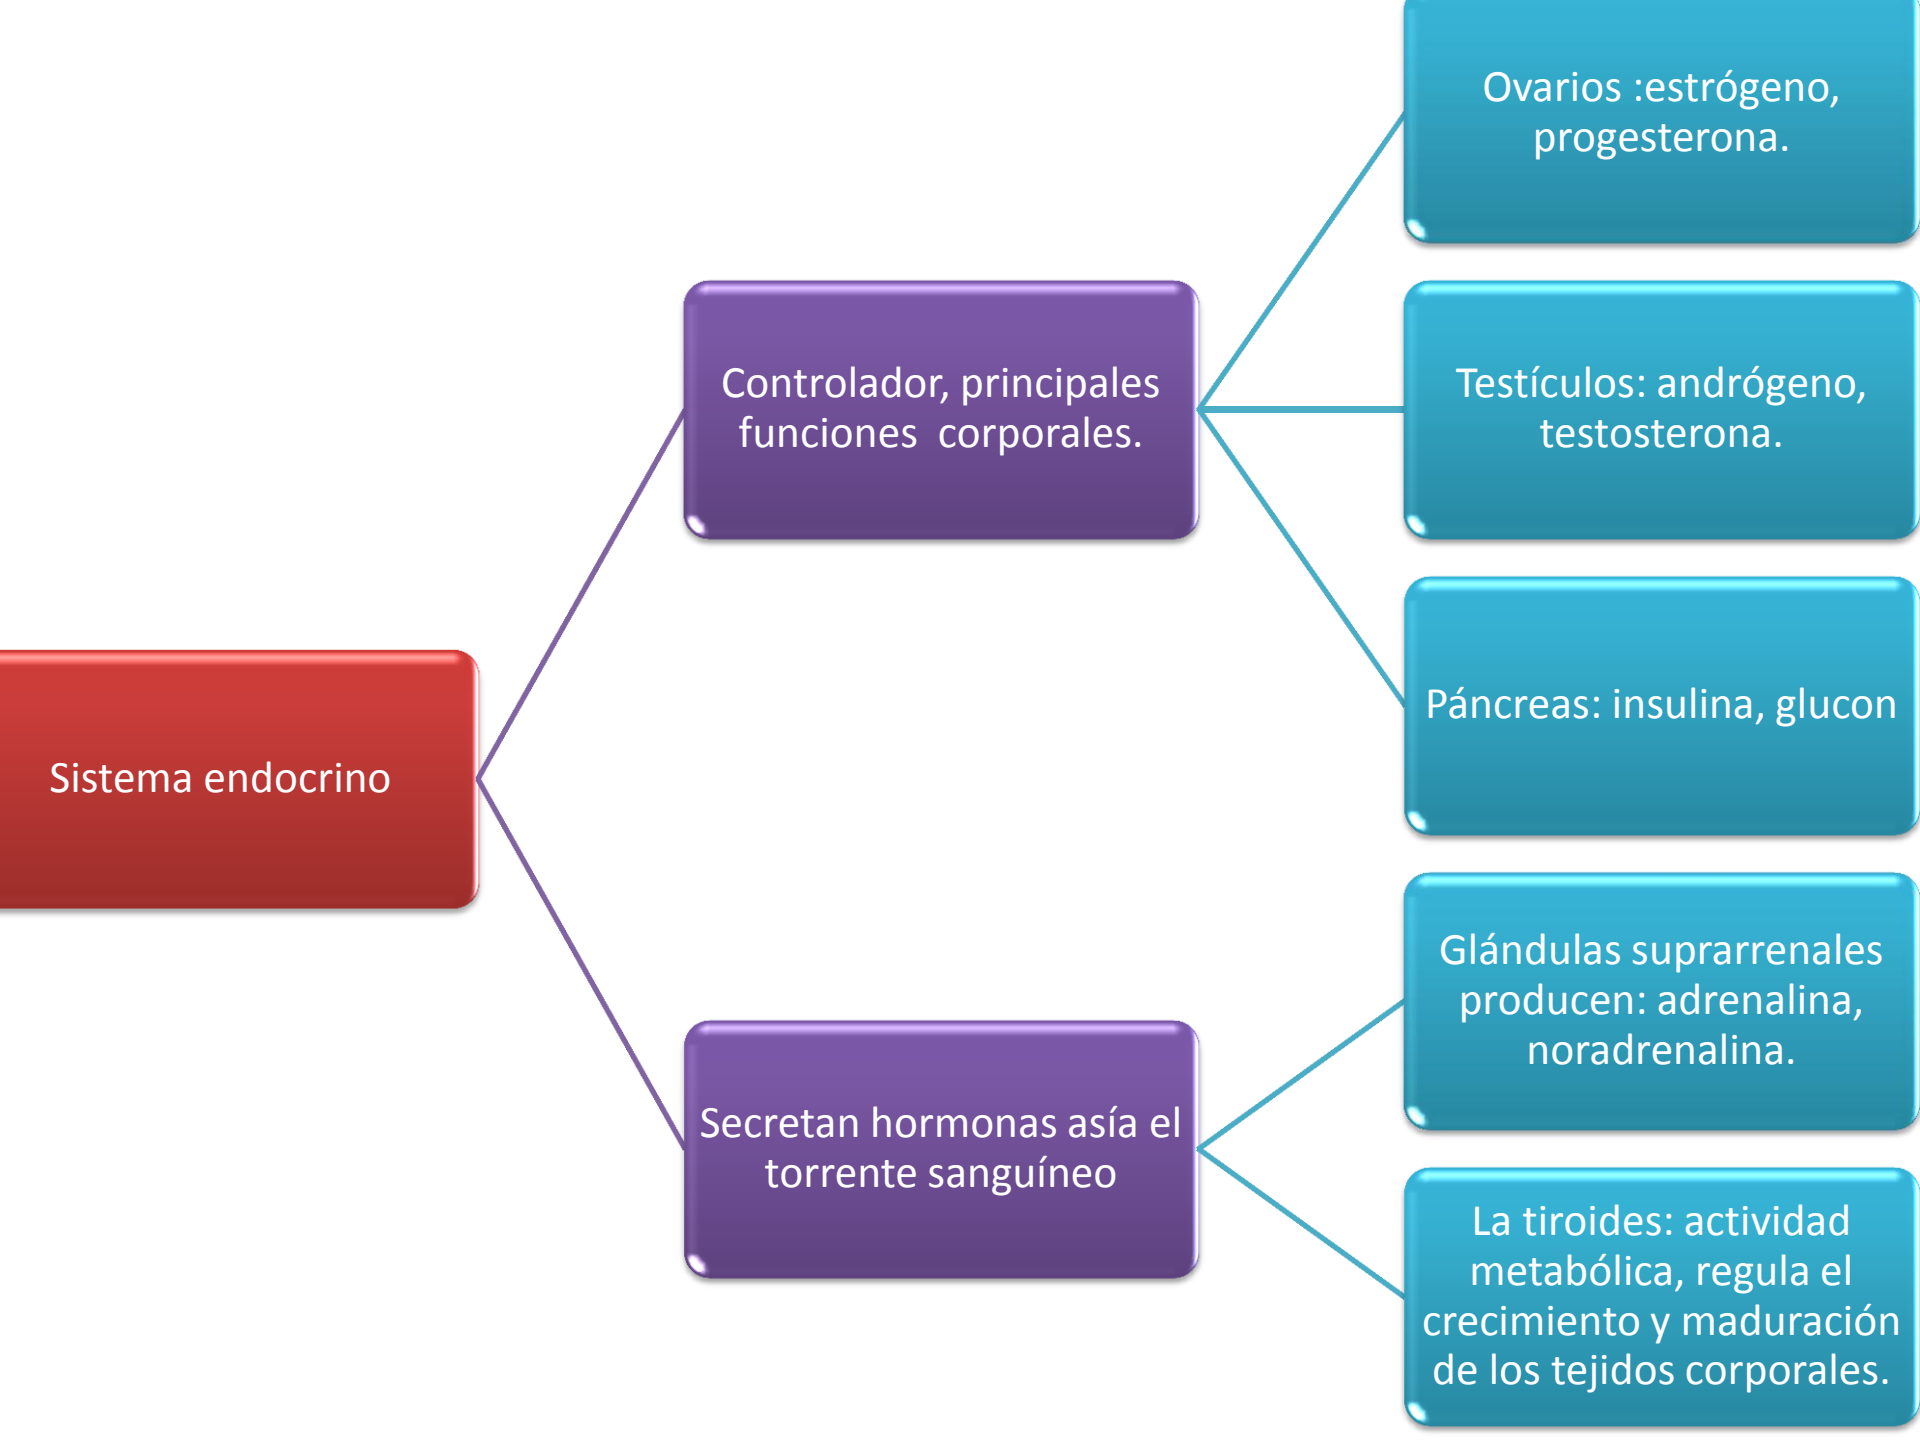 Sistema endocrino
Controlador, principales
funciones  corporales.
Ovarios :estrógeno,
progesterona.
Testículos: andrógeno,
testosterona.
Páncreas: insulina, glucon
Secretan hormonas asía el
torrente sanguíneo
Glándulas suprarrenales
producen: adrenalina,
noradrenalina.
La tiroides: actividad
metabólica, regula el
crecimiento y maduración
de los tejidos corporales.